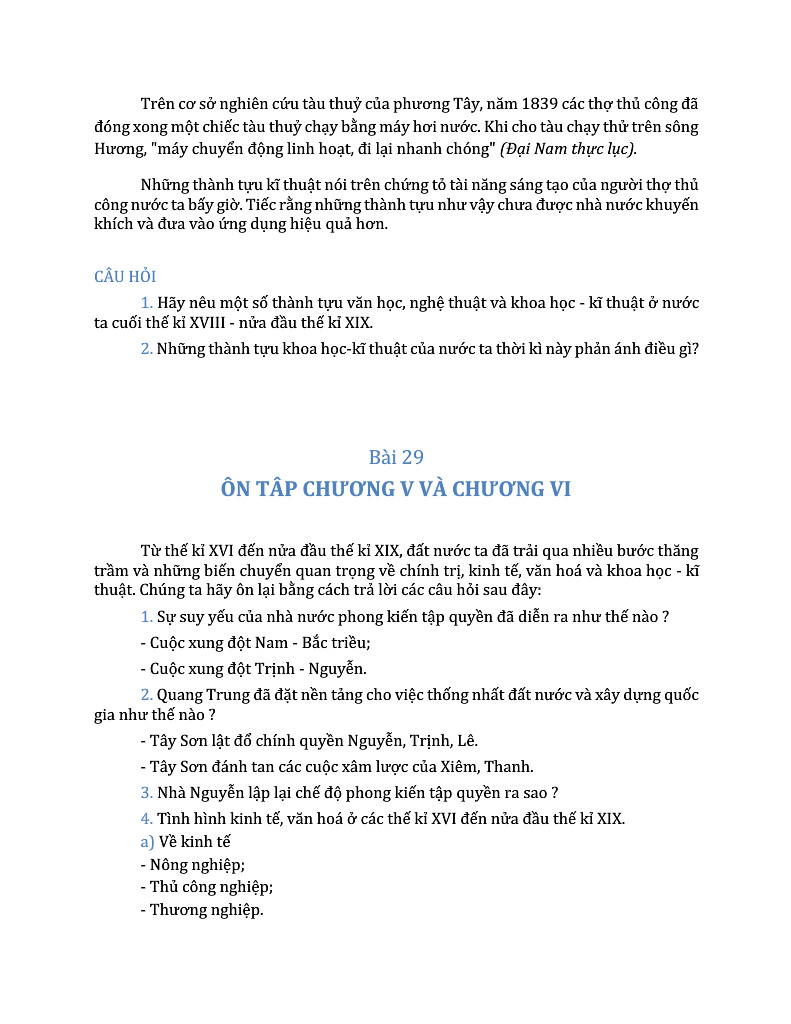 Trên cơ sở nghiên cứu tàu thuỷ của phương Tây, năm 1839 các thợ thủ công đã
đóng xong một chiếc tàu thuỷ chạy bằng máy hơi nước. Khi cho tàu chạy thử trên sông
Hương, "máy chuyển động linh hoạt, đi lại nhanh chóng" (Đại Nam thực lục).
Những thành tựu kĩ thuật nói trên chứng tỏ tài năng sáng tạo của người thợ thủ
công nước ta bấy giờ. Tiếc rằng những thành tựu như vậy chưa được nhà nước khuyến
khích và đưa vào ứng dụng hiệu quả hơn.
CÂU HỎI
1. Hãy nêu một số thành tựu văn học, nghệ thuật và khoa học - kĩ thuật ở nước
ta cuối thế kỉ XVIII - nửa đầu thế kỉ XIX.
2. Những thành tựu khoa học-kĩ thuật của nước ta thời kì này phản ánh điều gì?
Bài 29
ÔN TÂP CHƯƠNG V VÀ CHƯƠNG VI
Từ thế kỉ XVI đến nửa đầu thế kỉ XIX, đất nước ta đã trải qua nhiều bước thăng
trầm và những biến chuyển quan trọng về chính trị, kinh tế, văn hoá và khoa học - kĩ
thuật. Chúng ta hãy ôn lại bằng cách trả lời các câu hỏi sau đây:
1. Sự suy yếu của nhà nước phong kiến tập quyền đã diễn ra như thế nào ?
- Cuộc xung đột Nam - Bắc triều;
- Cuộc xung đột Trịnh - Nguyễn.
2. Quang Trung đã đặt nền tảng cho việc thống nhất đất nước và xây dựng quốc
gia như thế nào ?
- Tây Sơn lật đổ chính quyền Nguyễn, Trịnh, Lê.
- Tây Sơn đánh tan các cuộc xâm lược của Xiêm, Thanh.
3. Nhà Nguyễn lập lại chế độ phong kiến tập quyền ra sao ?
4. Tình hình kinh tế, văn hoá ở các thế kỉ XVI đến nửa đầu thế kỉ XIX.
a) Về kinh tế
- Nông nghiệp;
- Thủ công nghiệp;
- Thương nghiệp.